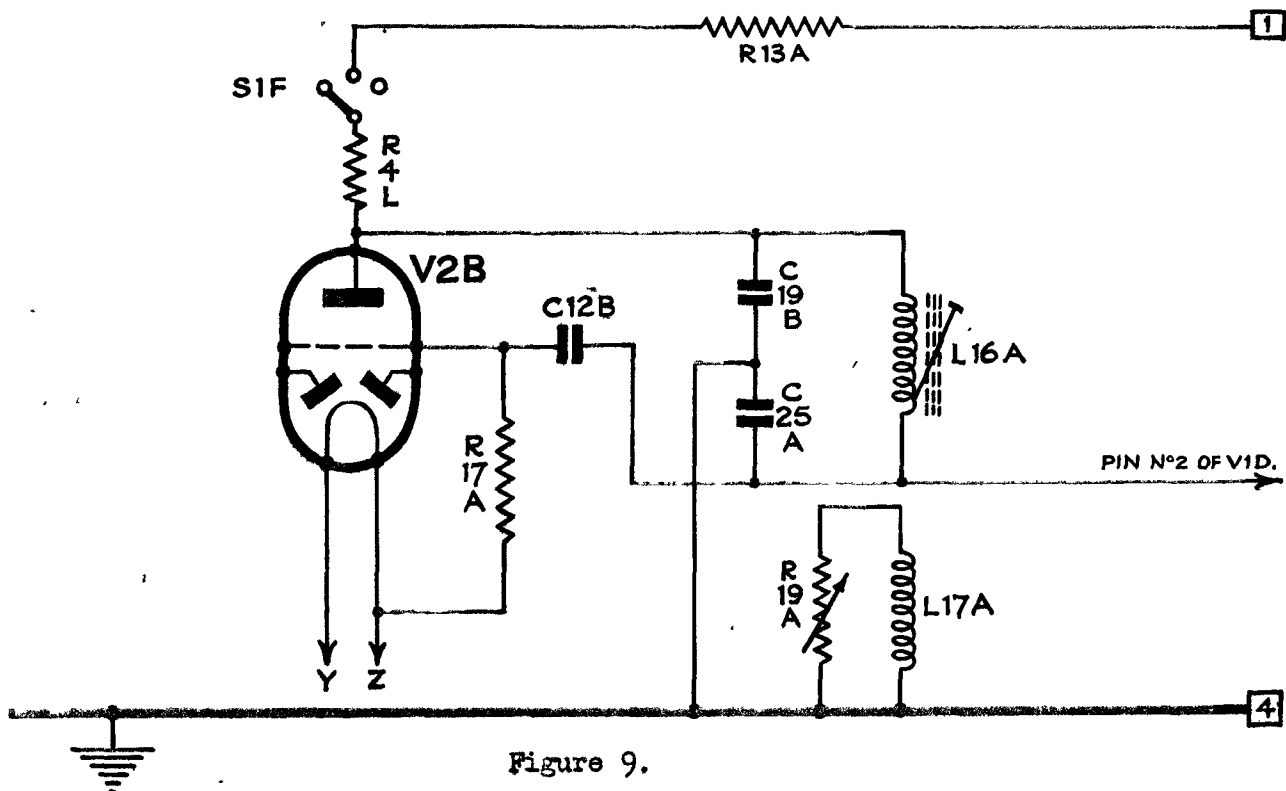 1
R13A
S1F
R
4
L
V2B
C12B
C
19
B
L16A
C
25
A
R
17
A
PIN Nº2 OF V1D.
R
19
A
L17A
Y
Z
4
Figure 9.